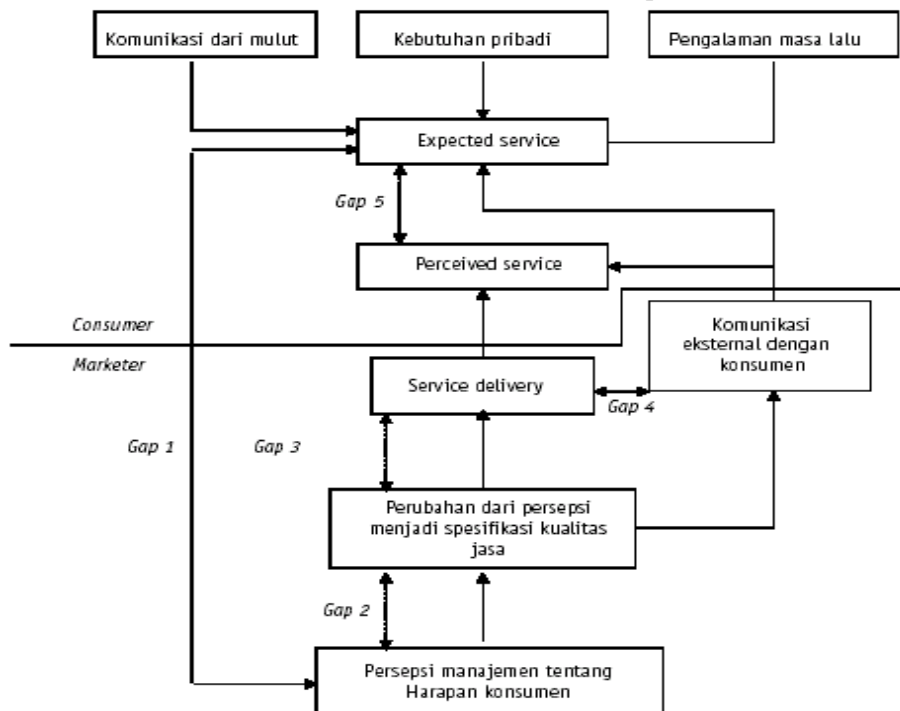 Komunikasi dari mulut
Kebutuhan pribadi
Pengalaman masa lalu
Expected service
Gap 5
Perceived service
Consumer
Marketer
Komunikasi
eksternal dengan
konsumen
Service delivery
Gap 4
Gap 1
Gap 3
Perubahan dari persepsi
menjadi spesifikasi kualitas
jasa
Gap 2
Persepsi manajemen tentang
Harapan konsumen